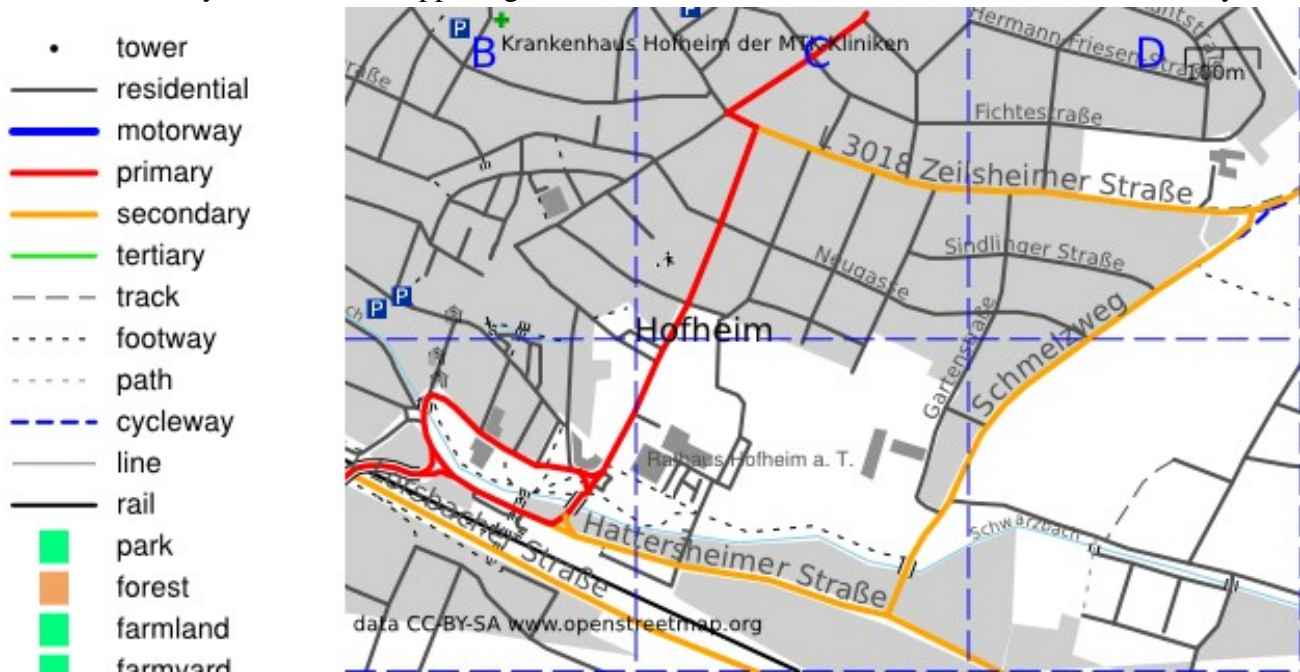 tower
residential
motorway
primary
secondary
tertiary
track
footway
path
cycleway
line
rail
park
forest
farmland
farmyard
P
B
Krankenhaus Hofheim der MTK-Kliniken
P
C
Hermann-Friesen-Straße
D
100m
Fichtestraße
L 3018 Zeilsheimer Straße
Neugasse
Sindlinger Straße
P
P
Hofheim
Gartenstraße
Schmelzweg
Rathaus Hofheim a. T.
Hattersheimer Straße
Schwarzbach
Straße
data CC-BY-SA www.openstreetmap.org